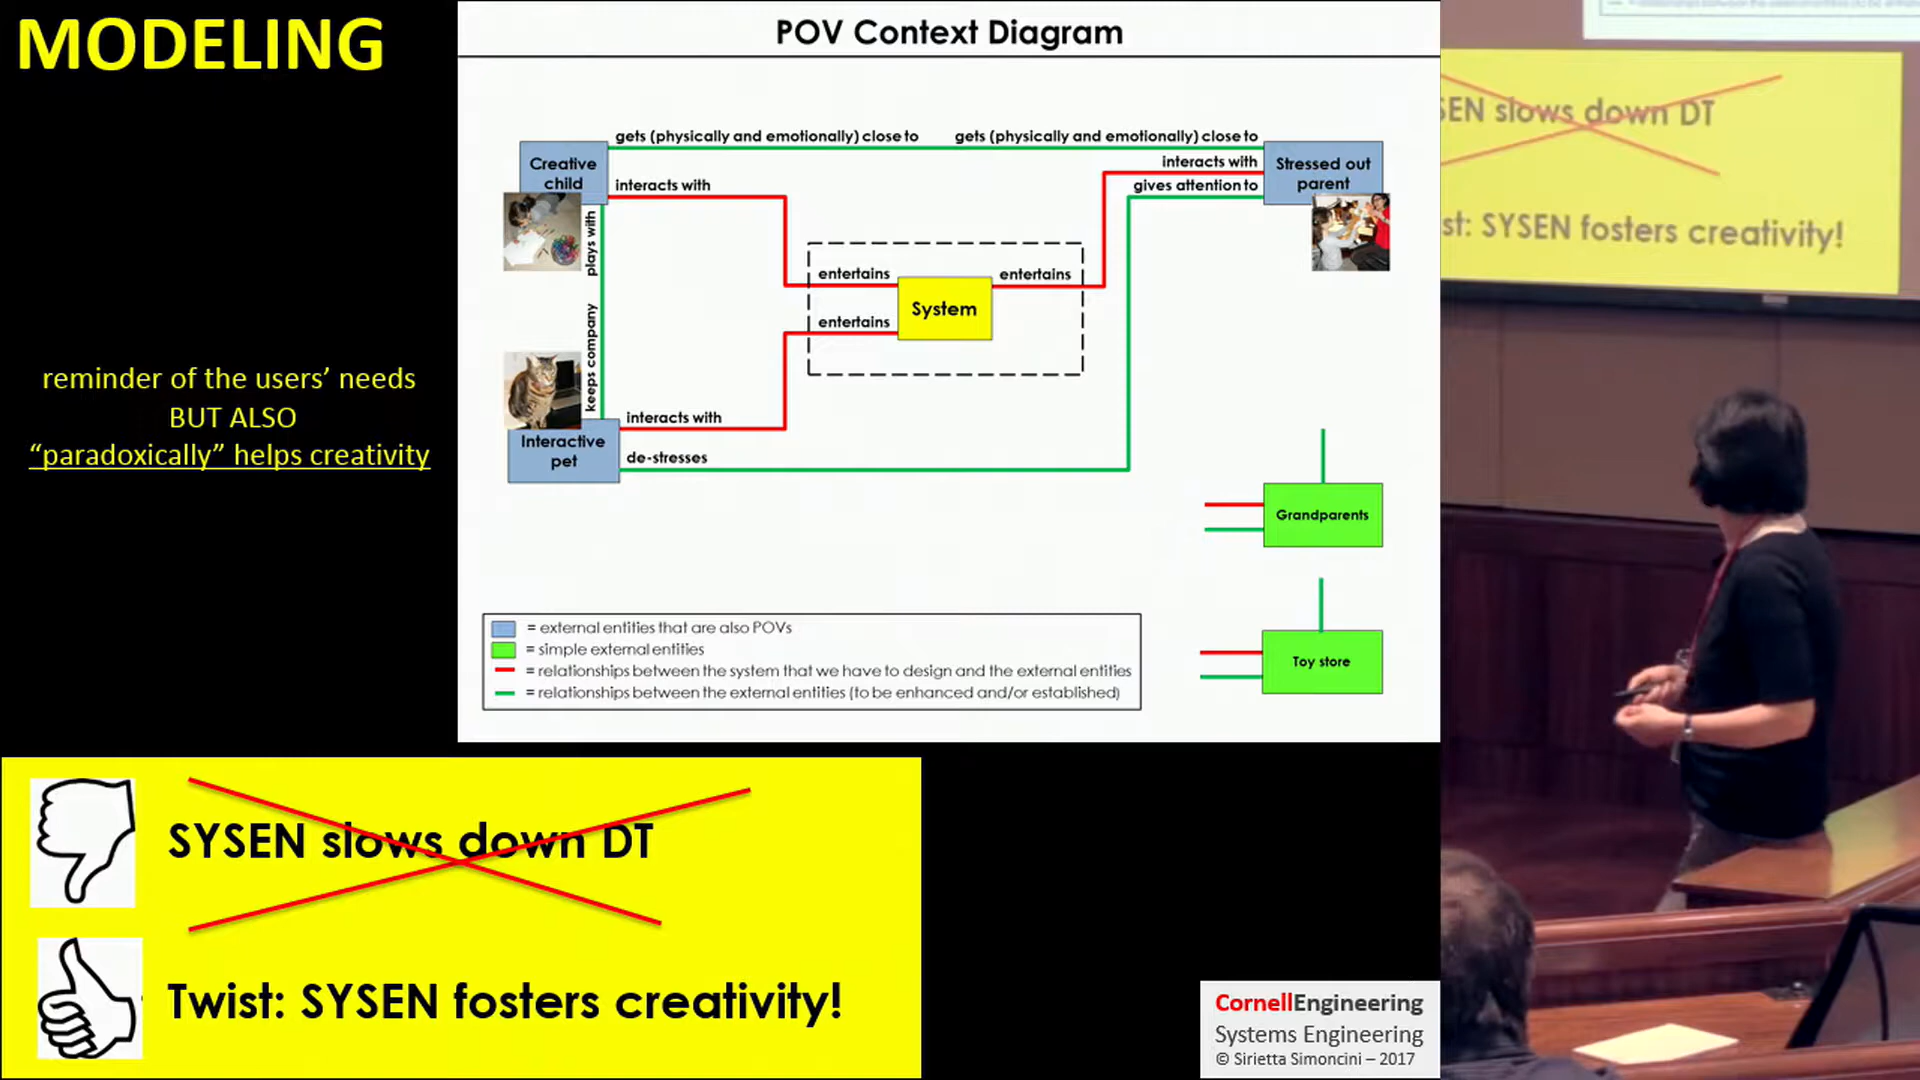 MODELING
reminder of the users' needs
BUT ALSO
“paradoxically” helps creativity
POV Context Diagram
gets (physically and emotionally) close to
gets (physically and emotionally) close to
Creative
child
interacts with
Stressed out
parent
interacts with
gives attention to
plays with
keeps company
entertains
entertains
entertains
System
interacts with
Interactive
pet
de-stresses
Grandparents
Toy store
= external entities that are also POVs
= simple external entities
= relationships between the system that we have to design and the external entities
= relationships between the external entities (to be enhanced and/or established)
SYSEN slows down DT
Twist: SYSEN fosters creativity!
CornellEngineering
Systems Engineering
© Sirietta Simoncini – 2017
SEN slows down DT
st: SYSEN fosters creativity!